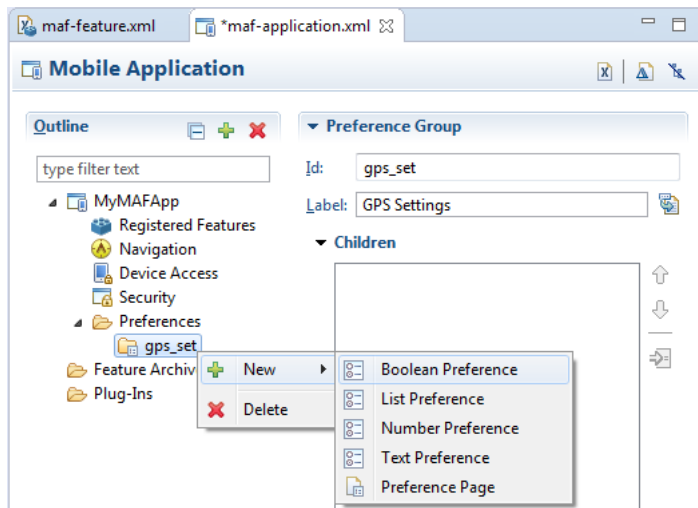 maf-feature.xml
*maf-application.xml
Mobile Application
Outline
type filter text
MyMAFApp
Registered Features
Navigation
Device Access
Security
Preferences
gps_set
Feature Archiv
Plug-Ins
Preference Group
Id: gps_set
Label: GPS Settings
Children
New
Delete
Boolean Preference
List Preference
Number Preference
Text Preference
Preference Page